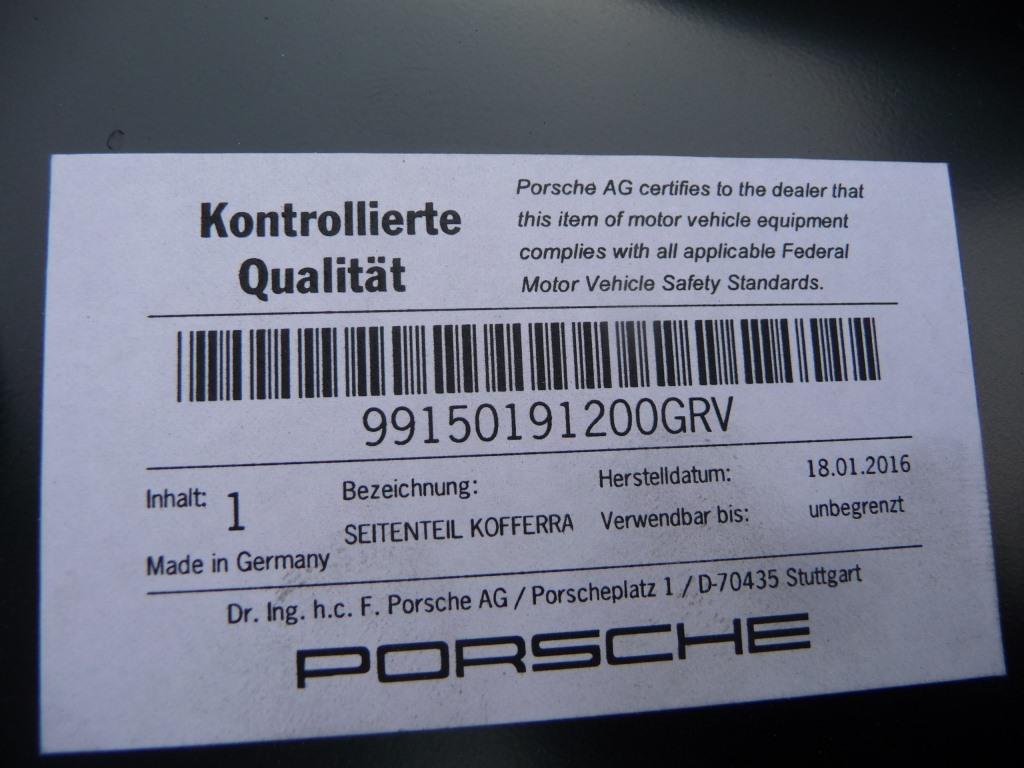 Kontrollierte
Qualität
Porsche AG certifies to the dealer that
this item of motor vehicle equipment
complies with all applicable Federal
Motor Vehicle Safety Standards.
99150191200GRV
Inhalt: 1
Made in Germany
Bezeichnung:
SEITENTEIL KOFFERRA
Herstelldatum: 18.01.2016
Verwendbar bis: unbegrenzt
Dr. Ing. h.c. F. Porsche AG / Porscheplatz 1 / D-70435 Stuttgart
PORSCHE